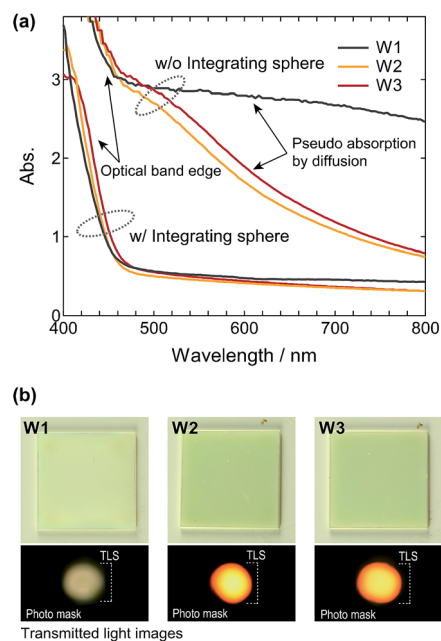 (a)
w/o Integrating sphere
W1
W2
W3
Abs.
3
2
1
0
Optical band edge
Pseudo absorption
by diffusion
w/ Integrating sphere
400
500
600
700
800
Wavelength / nm
(b)
W1
W2
W3
TLS
Photo mask
TLS
Photo mask
TLS
Photo mask
Transmitted light images